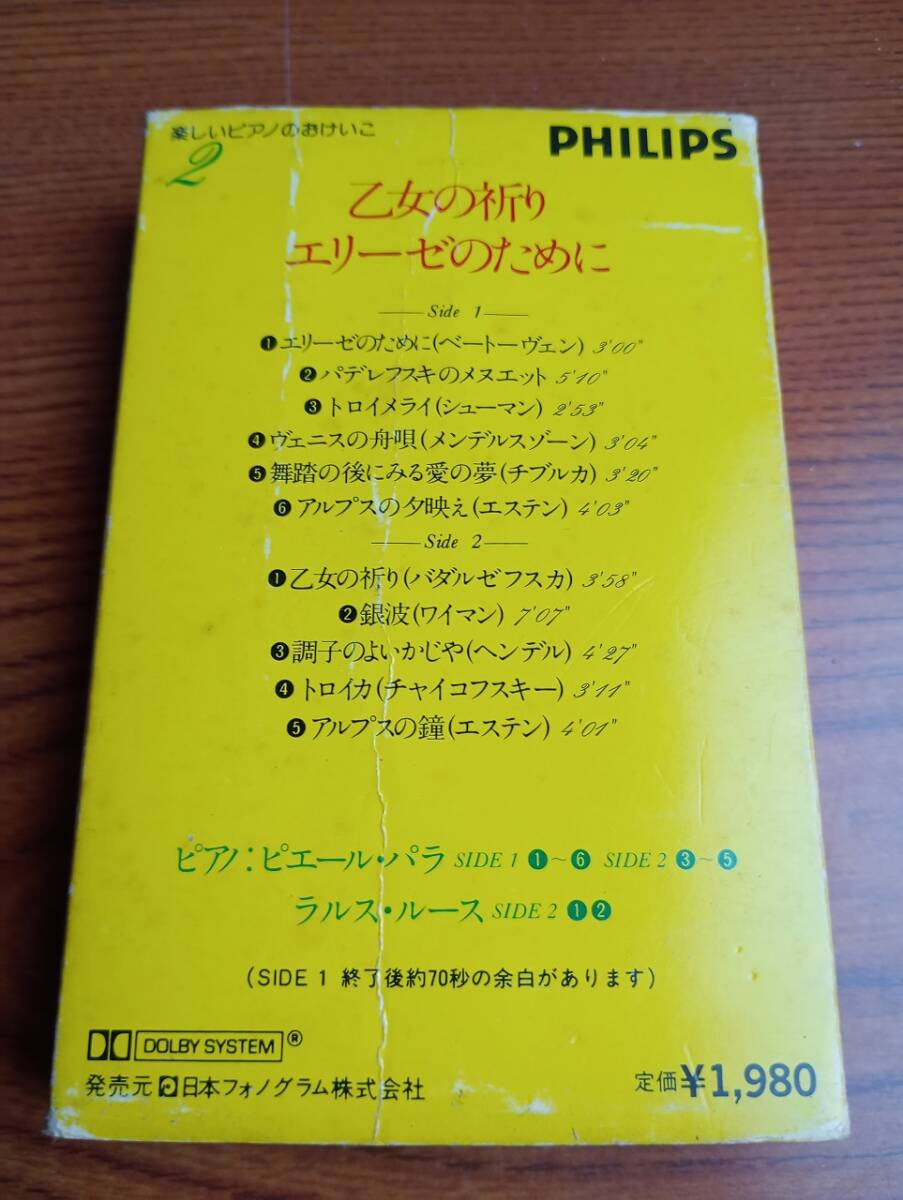 楽しいピアノのおけいこ
2
PHILIPS
乙女の祈り
エリーゼのために
Side 1
❶エリーゼのために(ベートーヴェン) 3'00"
❷パデレフスキのメヌエット 5'10"
❸トロイメライ(シューマン) 2'53"
❹ヴェニスの舟唄(メンデルスゾーン) 3'04"
❺舞踏の後にみる愛の夢(チブルカ) 3'20"
❻アルプスの夕映え(エステン) 4'03"
Side 2
❶乙女の祈り(バダルゼフスカ) 3'58"
❷銀波(ワイマン) 7'07"
❸調子のよいかじや(ヘンデル) 4'27"
❹トロイカ(チャイコフスキー) 3'11"
❺アルプスの鐘(エステン) 4'01"
ピアノ:ピエール・パラ SIDE 1 ❶~❻ SIDE 2 ❸~❺
ラルス・ルース SIDE 2 ❶❷
(SIDE 1 終了後約70秒の余白があります)
DOLBY SYSTEM ®
発売元 日本フォノグラム株式会社
定価¥1,980